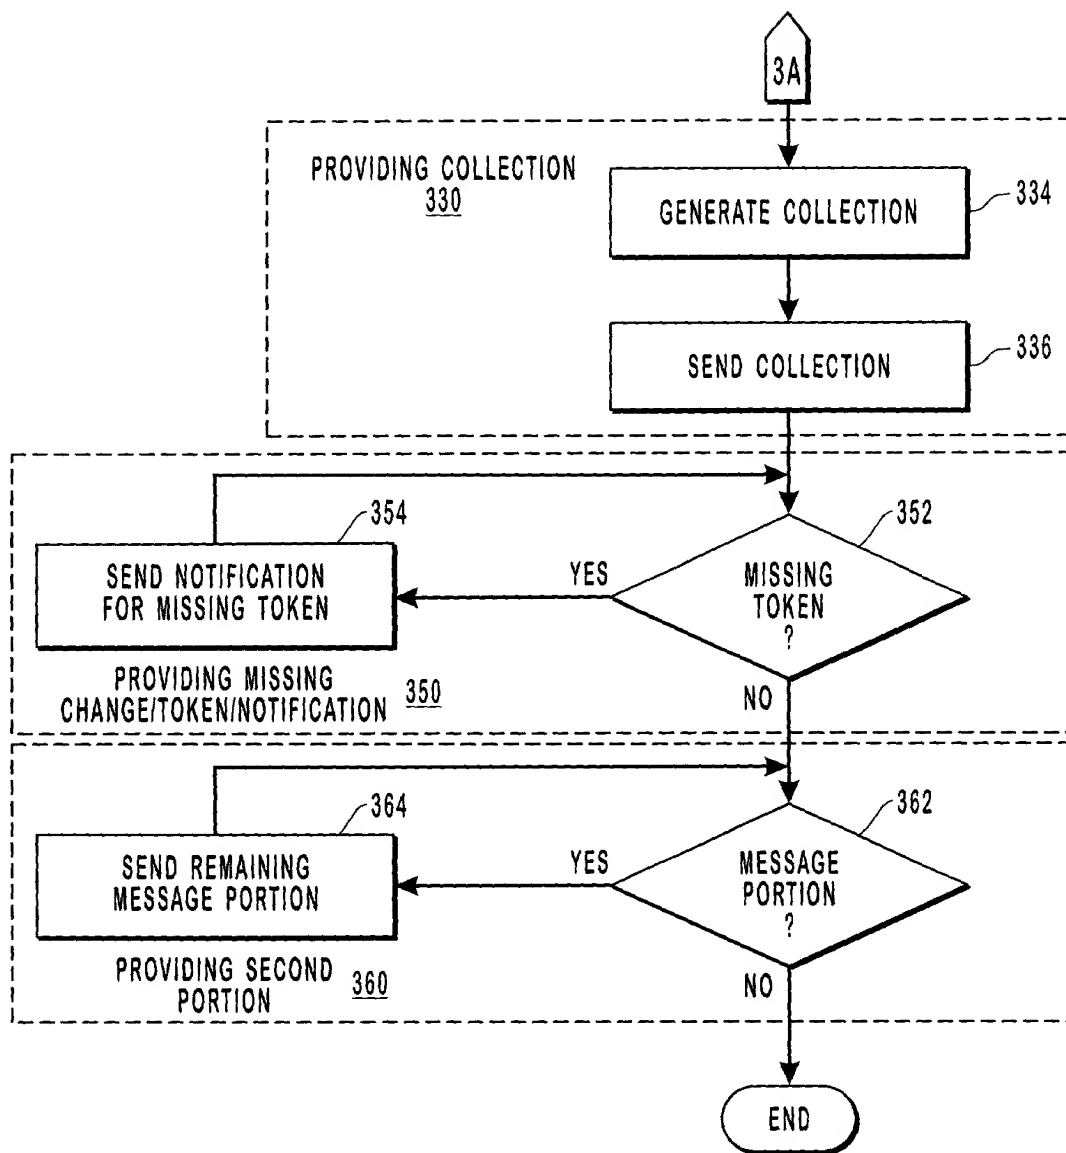 3A
PROVIDING COLLECTION
330
GENERATE COLLECTION
334
SEND COLLECTION
336
354
352
SEND NOTIFICATION
FOR MISSING TOKEN
YES
MISSING
TOKEN
?
PROVIDING MISSING
CHANGE/TOKEN/NOTIFICATION
350
NO
364
362
SEND REMAINING
MESSAGE PORTION
YES
MESSAGE
PORTION
?
PROVIDING SECOND
PORTION
360
NO
END